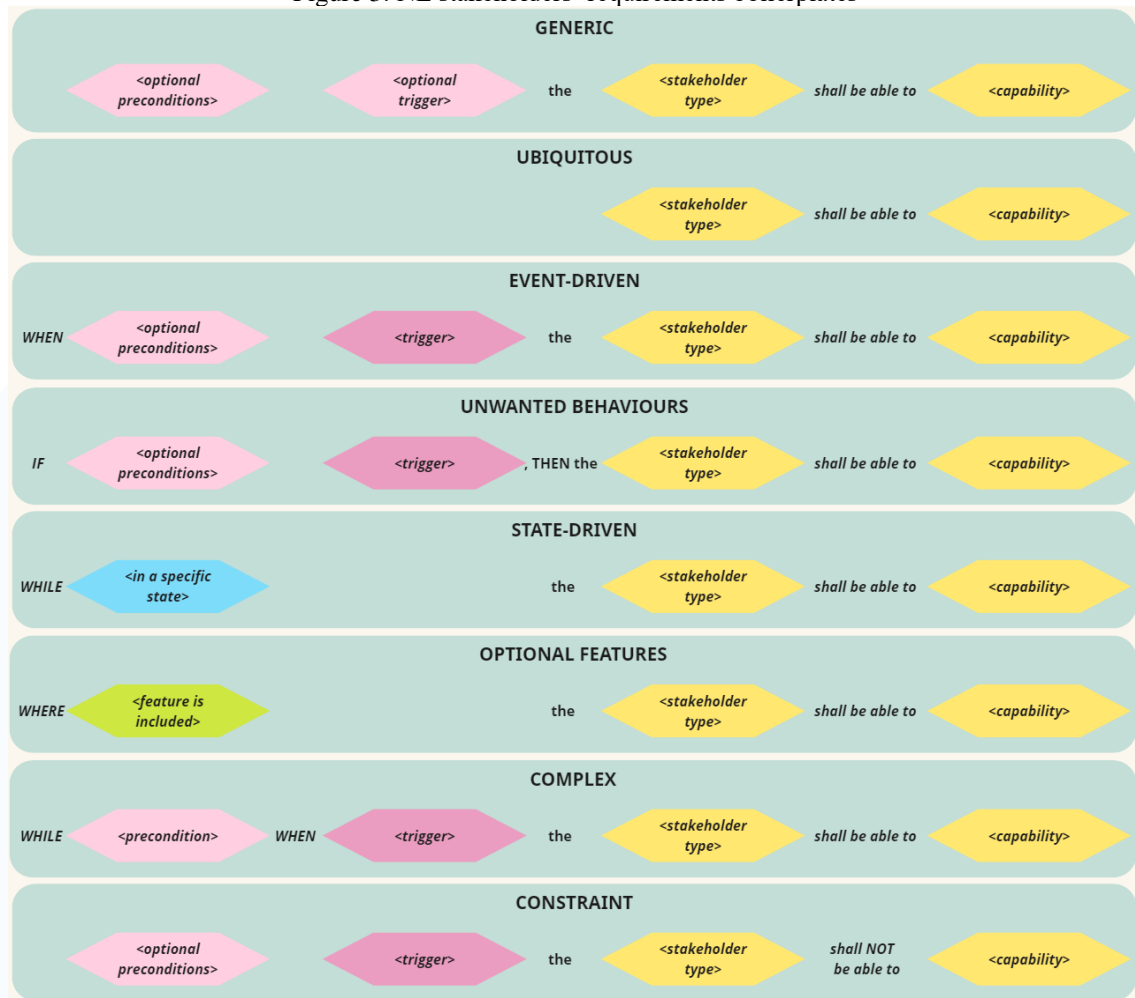 GENERIC
<optional preconditions> <optional trigger> the <stakeholder type> shall be able to <capability>
UBIQUITOUS
<stakeholder type> shall be able to <capability>
EVENT-DRIVEN
WHEN <optional preconditions> <trigger> the <stakeholder type> shall be able to <capability>
UNWANTED BEHAVIOURS
IF <optional preconditions> <trigger> , THEN the <stakeholder type> shall be able to <capability>
STATE-DRIVEN
WHILE <in a specific state> the <stakeholder type> shall be able to <capability>
OPTIONAL FEATURES
WHERE <feature is included> the <stakeholder type> shall be able to <capability>
COMPLEX
WHILE <precondition> WHEN <trigger> the <stakeholder type> shall be able to <capability>
CONSTRAINT
<optional preconditions> <trigger> the <stakeholder type> shall NOT be able to <capability>